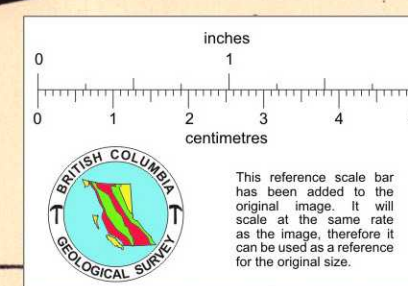 inches
0 1
0 1 2 3 4
centimetres
BRITISH COLUMBIA
GEOLOGICAL SURVEY
This reference scale bar
has been added to the
original image. It will
scale at the same rate
as the image, therefore it
can be used as a reference
for the original size.